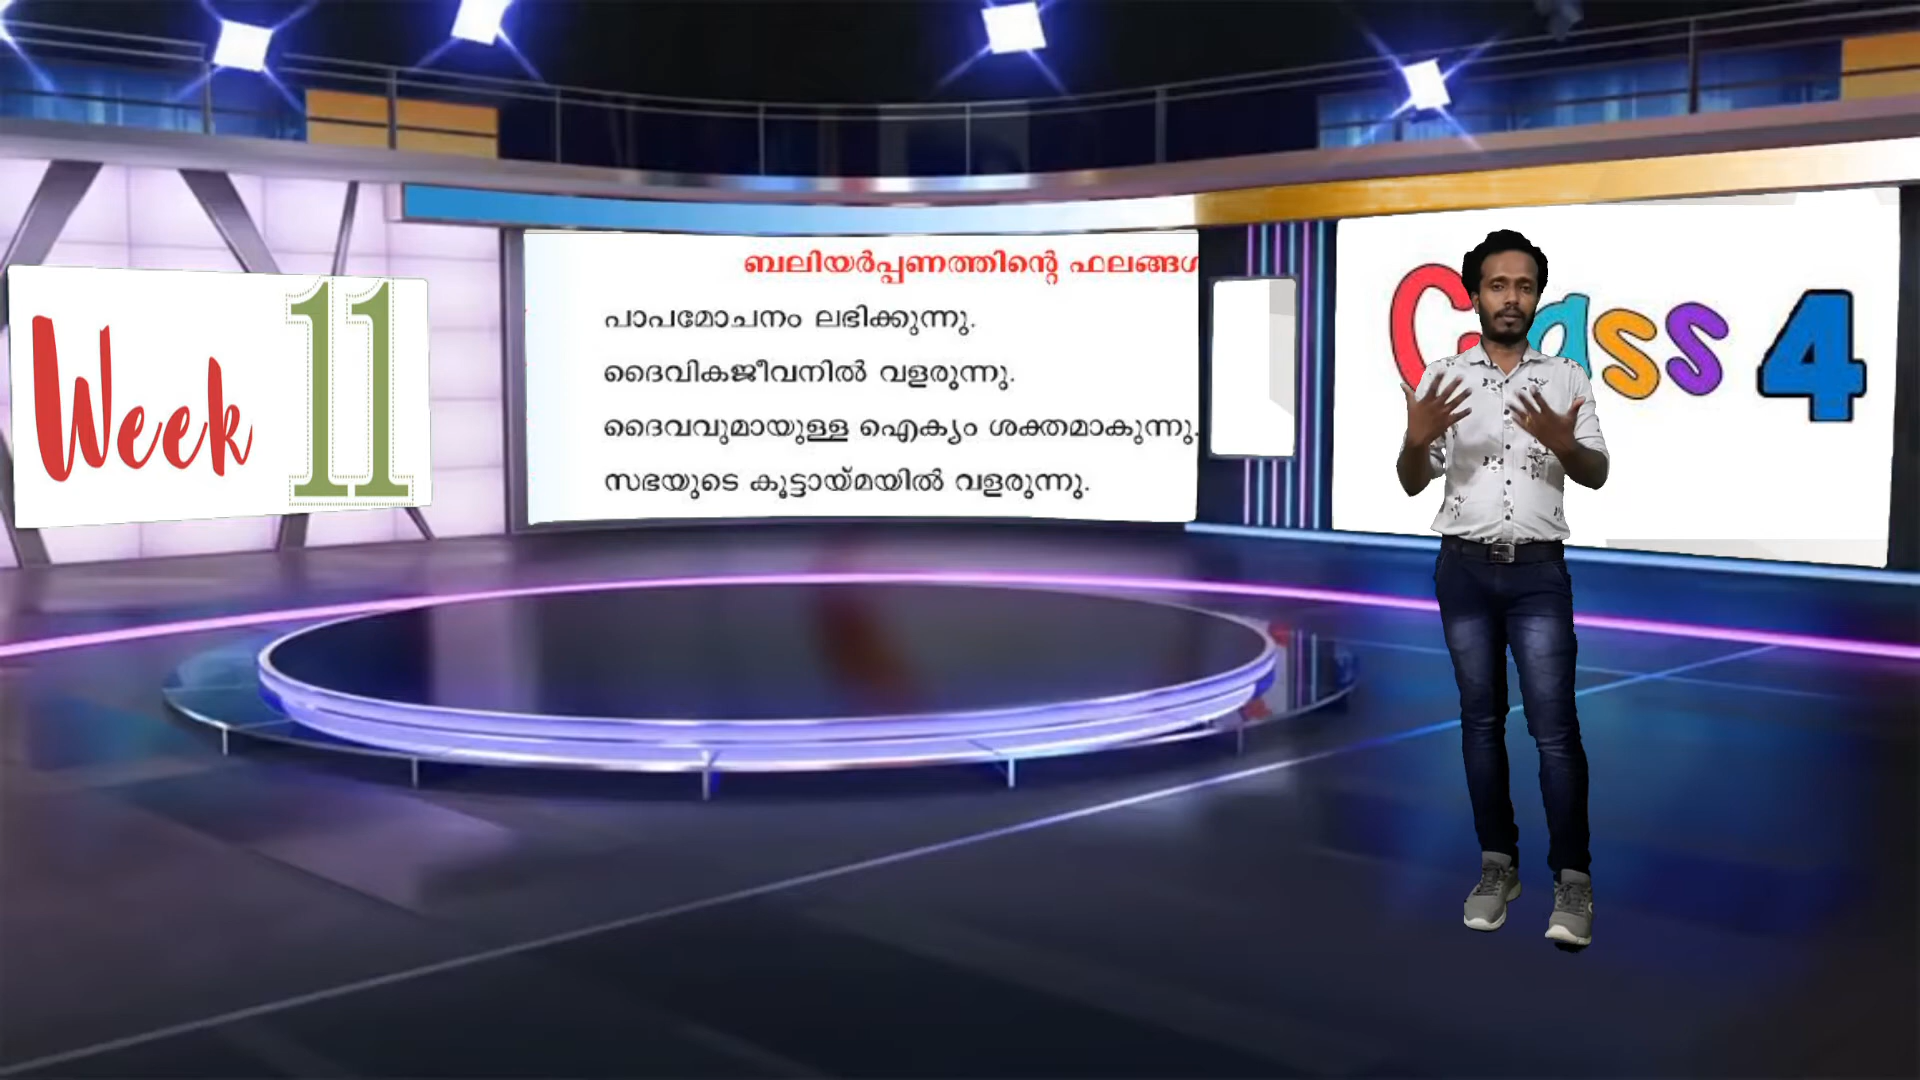 Week 11
ബലിയർപ്പണത്തിന്റെ
പാപമോചനം ലഭിക്കുന്നു.
ദൈവികജീവനിൽ വളരുന്നു.
ദൈവവുമായുള്ള ഐക്യം ശക്തമാകുന്നു.
സഭയുടെ കൂട്ടായ്മയിൽ വളരുന്നു.
Class 4